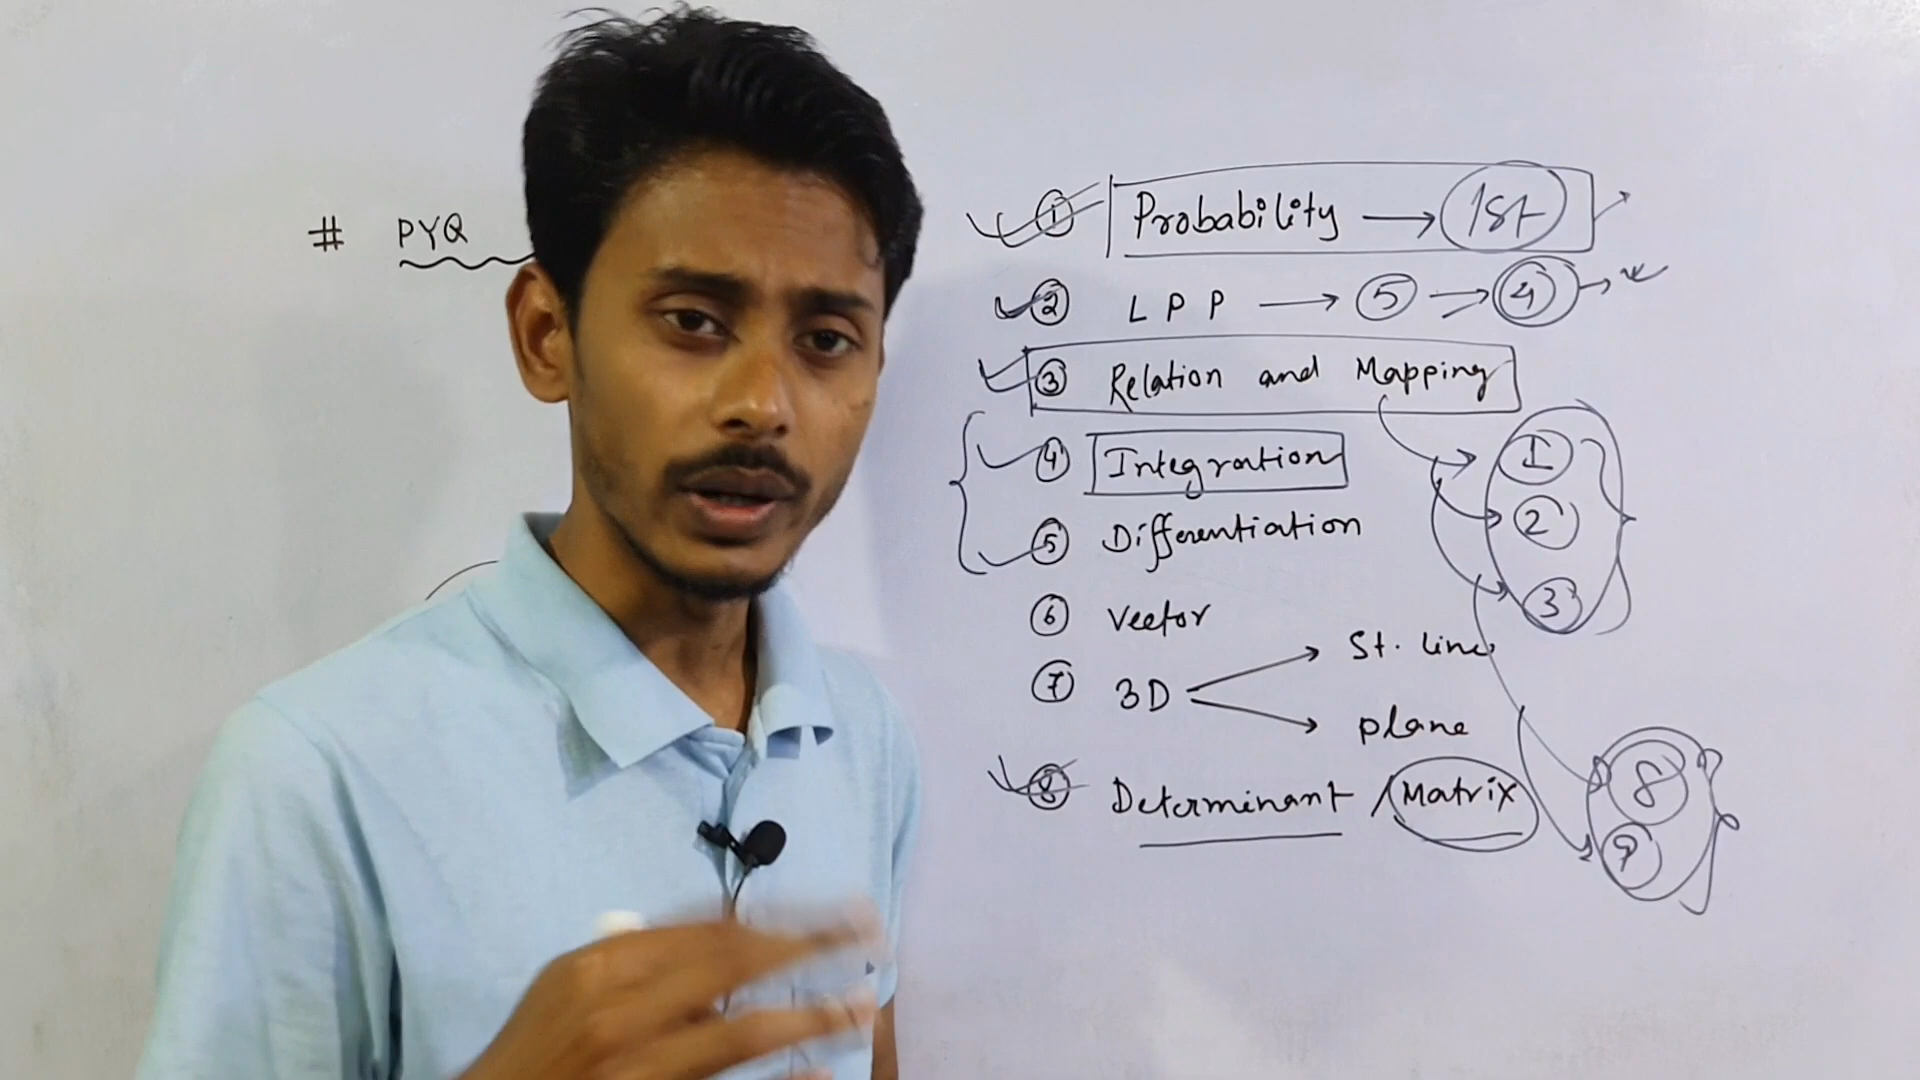 # PYQ
① Probability → 1st
② L P P → ⑤ → ④ →
③ Relation and Mapping
④ Integration
⑤ Differentiation
① 
② 
③
⑥ Vector
⑦ 3D
St. line
plane
⑧ Determinant / Matrix
⑧
⑨